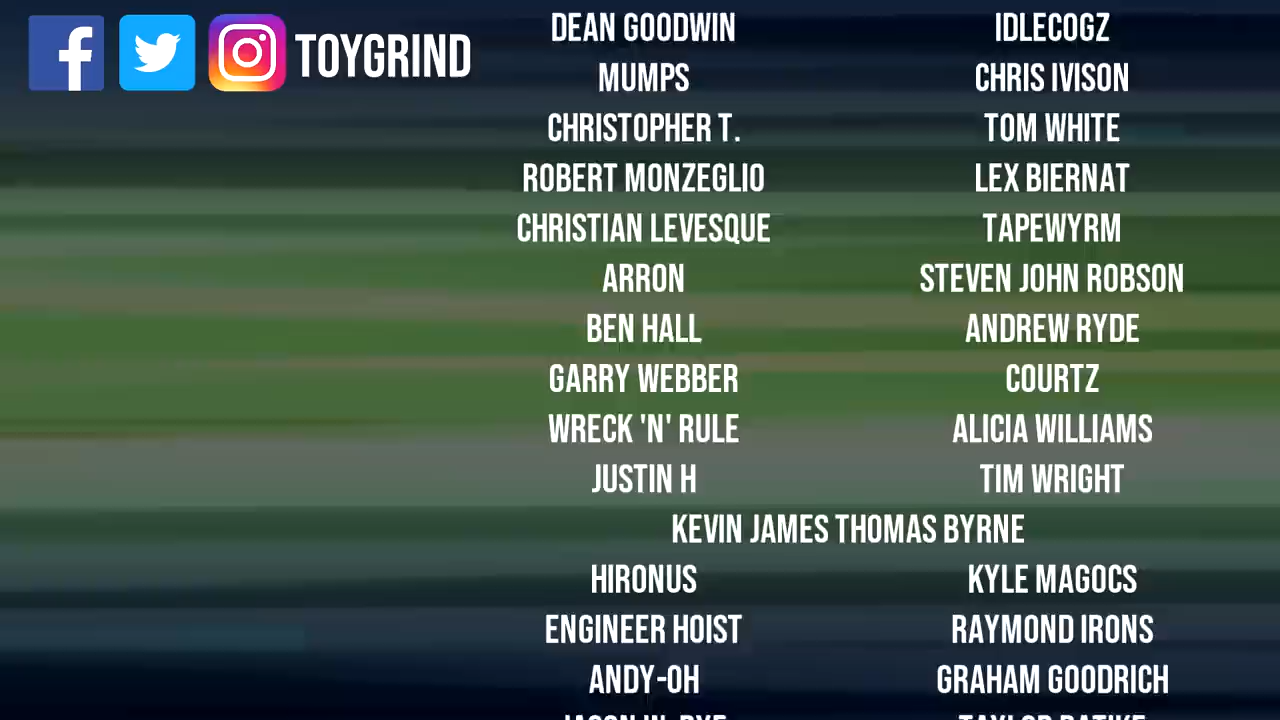 TOYGRIND
DEAN GOODWIN IDLECOGZ
MUMPS CHRIS IVISON
CHRISTOPHER T. TOM WHITE
ROBERT MONZEGLIO LEX BIERNAT
CHRISTIAN LEVESQUE TAPEWYRM
ARRON STEVEN JOHN ROBSON
BEN HALL ANDREW RYDE
GARRY WEBBER COURTZ
WRECK 'N' RULE ALICIA WILLIAMS
JUSTIN H TIM WRIGHT
KEVIN JAMES THOMAS BYRNE
HIRONUS KYLE MAGOCS
ENGINEER HOIST RAYMOND IRONS
ANDY-OH GRAHAM GOODRICH